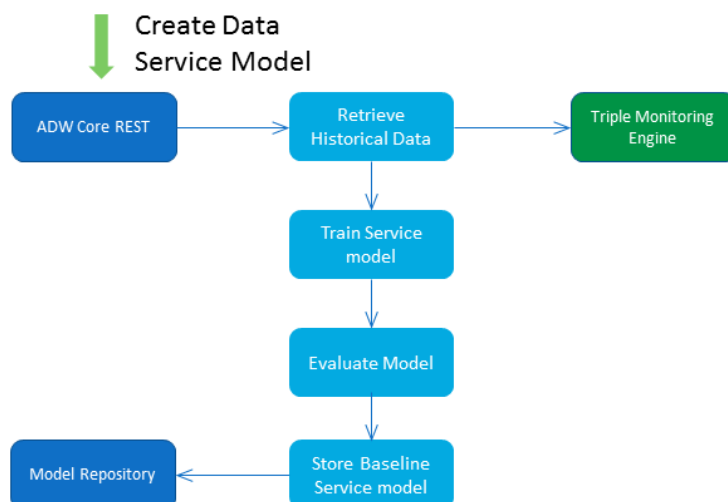 Create Data
Service Model
ADW Core REST
Retrieve
Historical Data
Triple Monitoring
Engine
Train Service
model
Evaluate Model
Model Repository
Store Baseline
Service model